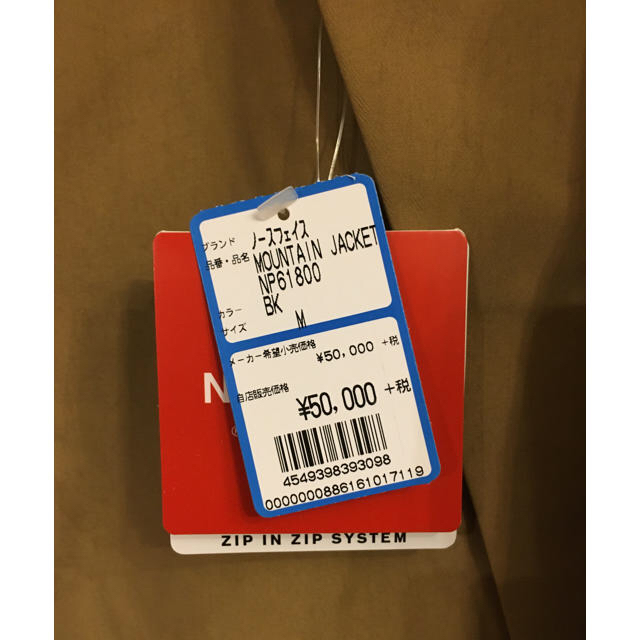 ブランド ノースフェイス
品番・品名 MOUNTAIN JACKET
NP61800
カラー BK
サイズ M
メーカー希望小売価格 ¥50,000 +税
自店販売価格 ¥50,000 +税
4549398393098
0000000886161017119
N
ZIP IN ZIP SYSTEM